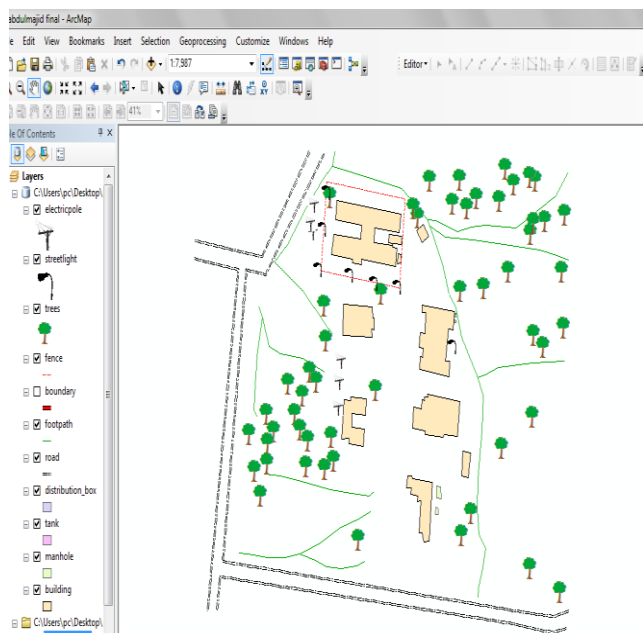 abdulmajid final - ArcMap
e Edit View Bookmarks Insert Selection Geoprocessing Customize Windows Help
1:7,987
Editor
41%
le Of Contents
Layers
C:\Users\pc\Desktop\
electricpole
streetlight
trees
fence
boundary
footpath
road
distribution_box
tank
manhole
building
C:\Users\pc\Desktop\